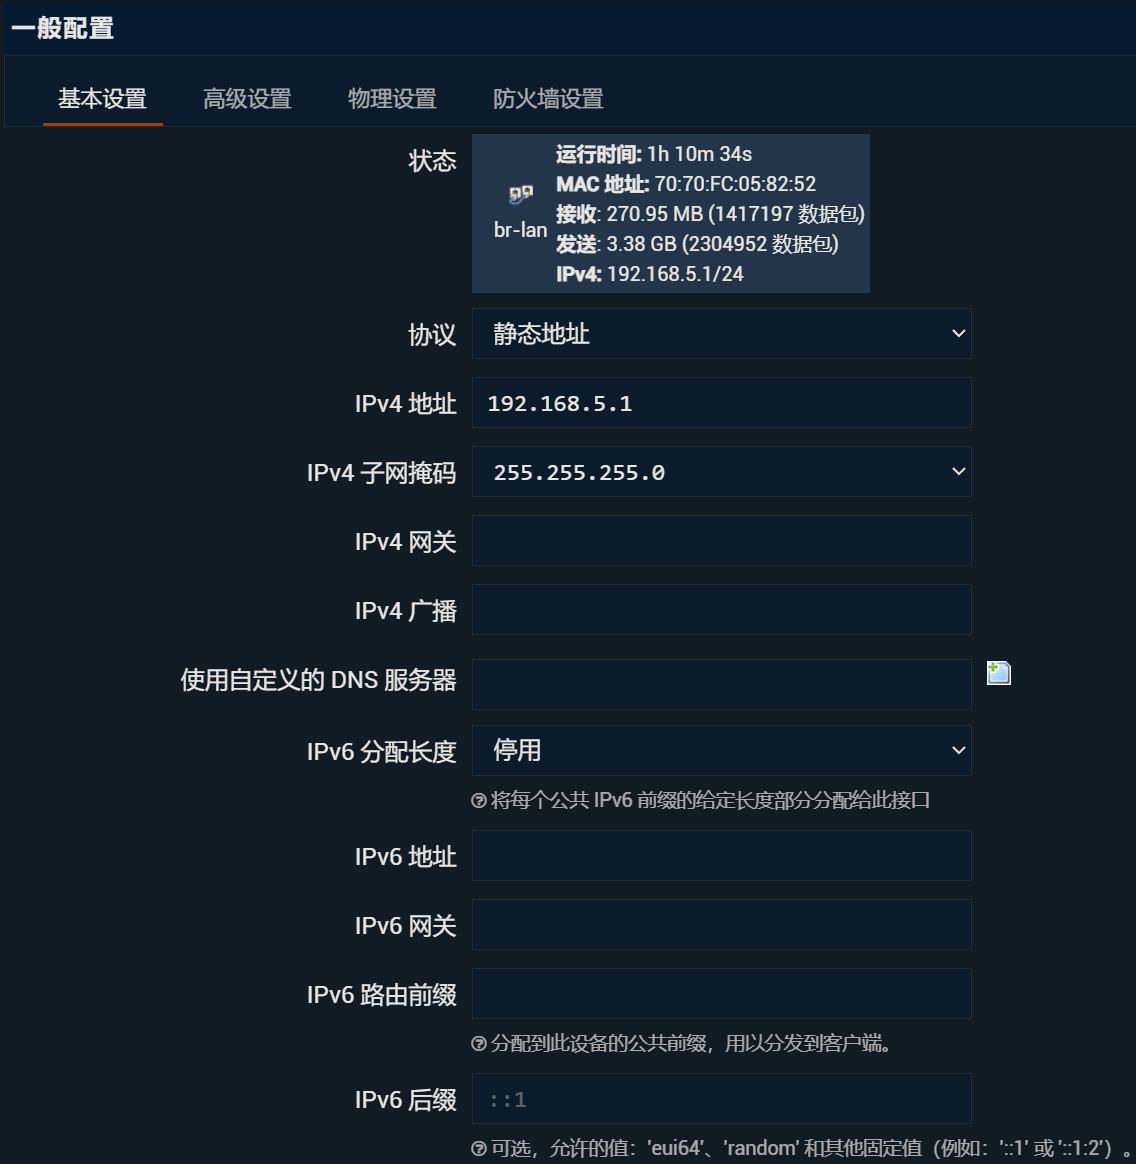 一般配置
基本设置 高级设置 物理设置 防火墙设置
状态
br-lan
运行时间: 1h 10m 34s
MAC 地址: 70:70:FC:05:82:52
接收: 270.95 MB (1417197 数据包)
发送: 3.38 GB (2304952 数据包)
IPv4: 192.168.5.1/24
协议 静态地址
IPv4 地址 192.168.5.1
IPv4 子网掩码 255.255.255.0
IPv4 网关
IPv4 广播
使用自定义的 DNS 服务器
IPv6 分配长度 停用
将每个公共 IPv6 前缀的给定长度部分分配给此接口
IPv6 地址
IPv6 网关
IPv6 路由前缀
分配到此设备的公共前缀，用以分发到客户端。
IPv6 后缀 ::1
可选，允许的值：'eui64'、'random' 和其他固定值（例如：'::1' 或 '::1:2'）。